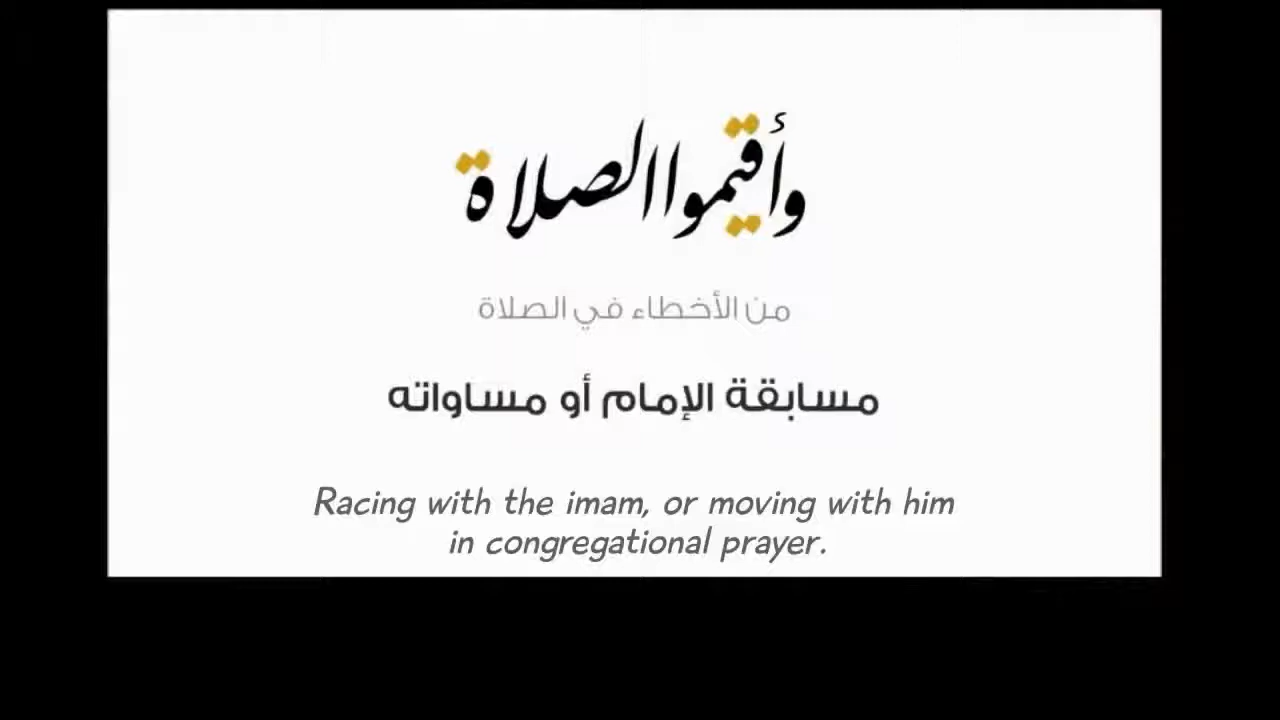 وأقيموا الصلاة
من الأخطاء في الصلاة
مسابقة الإمام أو مساواته
Racing with the imam, or moving with him
in congregational prayer.